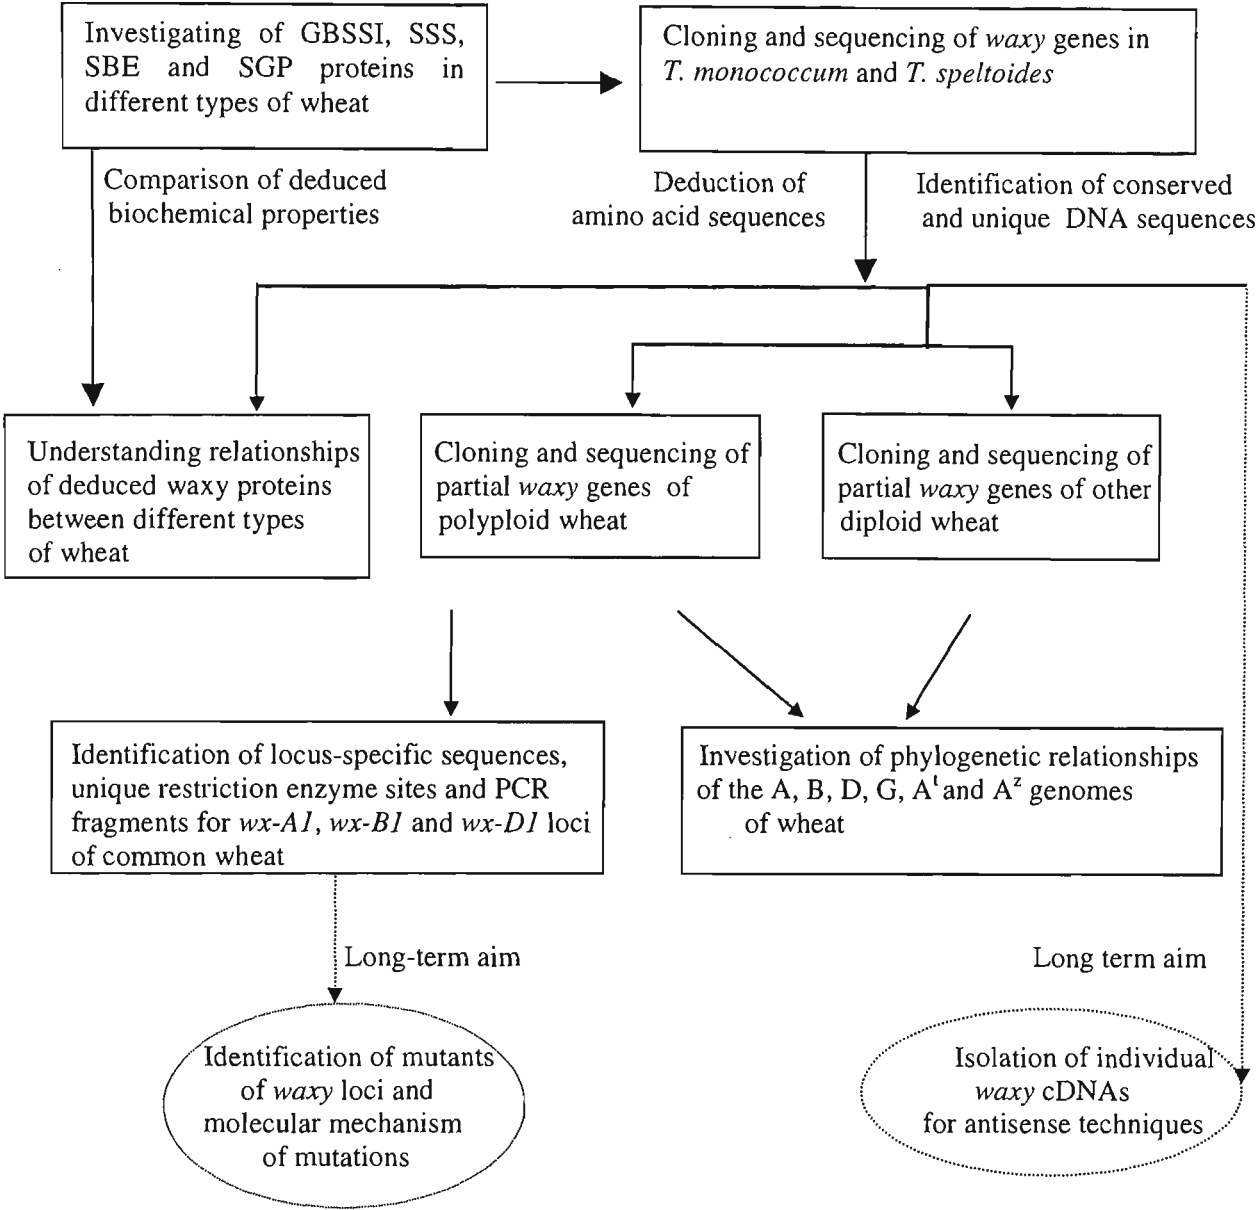 Investigating of GBSSI, SSS,
SBE and SGP proteins in
different types of wheat
Cloning and sequencing of waxy genes in
T. monococcum and T. speltoides
Comparison of deduced
biochemical properties
Deduction of
amino acid sequences
Identification of conserved
and unique DNA sequences
Understanding relationships
of deduced waxy proteins
between different types
of wheat
Cloning and sequencing of
partial waxy genes of
polyploid wheat
Cloning and sequencing of
partial waxy genes of other
diploid wheat
Identification of locus-specific sequences,
unique restriction enzyme sites and PCR
fragments for wx-A1, wx-B1 and wx-D1 loci
of common wheat
Investigation of phylogenetic relationships
of the A, B, D, G, Aᵗ and Aᶻ genomes
of wheat
Long-term aim
Long term aim
Identification of mutants
of waxy loci and
molecular mechanism
of mutations
Isolation of individual
waxy cDNAs
for antisense techniques